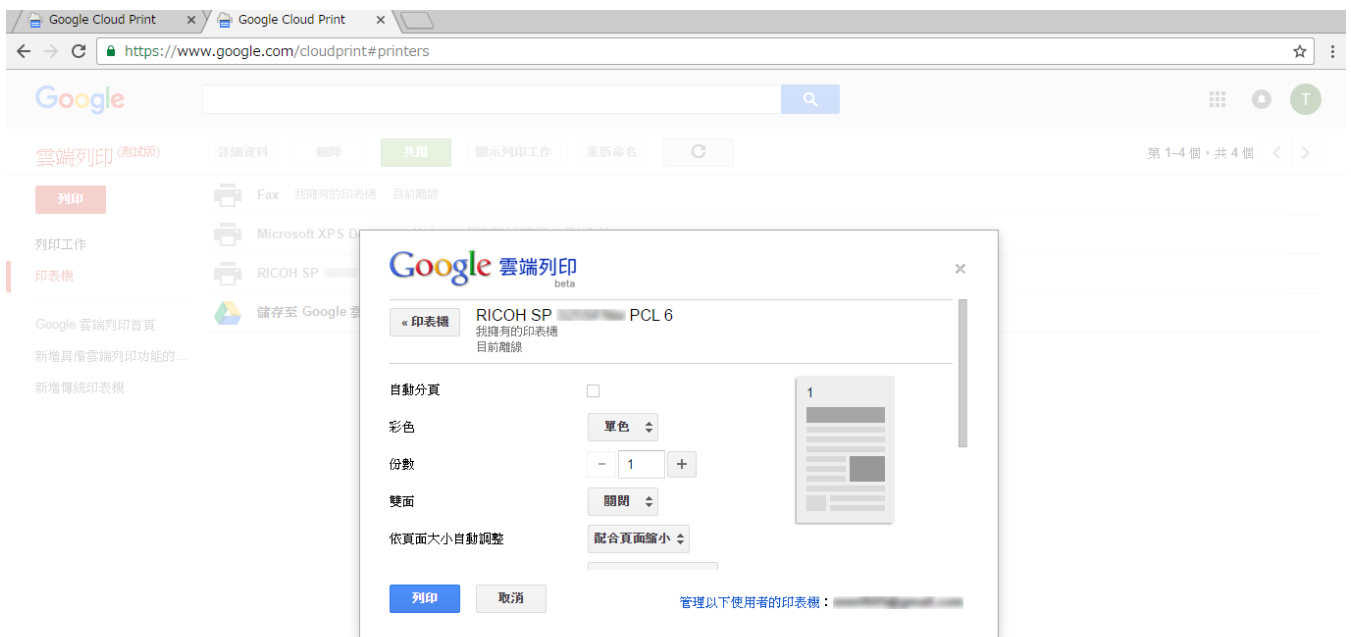 Google Cloud Print
Google Cloud Print
https://www.google.com/cloudprint#printers
Google
T
雲端列印 (測試版)
詳細資料 刪除 共用 顯示列印工作 重新命名
第 1–4 個，共 4 個
列印
Fax 我擁有的印表機 目前離線
列印工作
Microsoft XPS D
印表機
RICOH SP
Google 雲端列印首頁
儲存至 Google 雲
新增具備雲端列印功能的...
新增傳統印表機
Google 雲端列印
beta
«印表機
RICOH SP PCL 6
我擁有的印表機
目前離線
自動分頁
彩色 單色
份數 − 1 +
雙面 關閉
依頁面大小自動調整 配合頁面縮小
1
列印 取消
管理以下使用者的印表機：